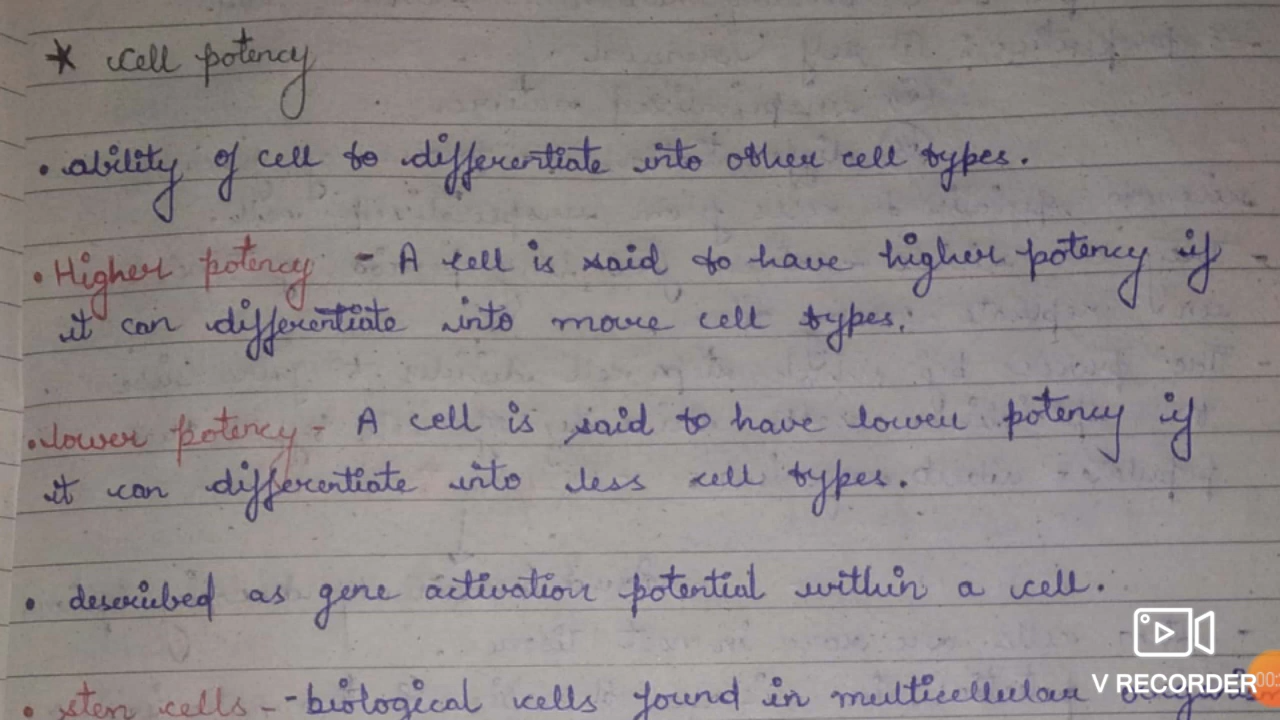 * cell potency
• ability of cell to differentiate into other cell types.
• Higher potency - A cell is said to have higher potency if
it can differentiate into more cell types.
• lower potency - A cell is said to have lower potency if
it can differentiate into less cell types.
• described as gene activation potential within a cell.
• stem cells - biological cells found in multicellular
V RECORDER